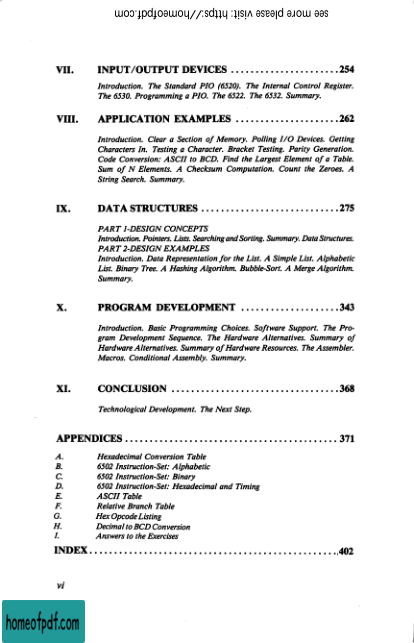 see more please visit: https://homeofpdf.com
VII. INPUT/OUTPUT DEVICES ......................254
Introduction. The Standard PIO (6520). The Internal Control Register.
The 6530. Programming a PIO. The 6522. The 6532. Summary.
VIII. APPLICATION EXAMPLES .....................262
Introduction. Clear a Section of Memory. Polling I/O Devices. Getting
Characters In. Testing a Character. Bracket Testing. Parity Generation.
Code Conversion: ASCII to BCD. Find the Largest Element of a Table.
Sum of N Elements. A Checksum Computation. Count the Zeroes. A
String Search. Summary.
IX. DATA STRUCTURES ............................275
PART 1-DESIGN CONCEPTS
Introduction. Pointers. Lists. Searching and Sorting. Summary. Data Structures.
PART 2-DESIGN EXAMPLES
Introduction. Data Representation for the List. A Simple List. Alphabetic
List. Binary Tree. A Hashing Algorithm. Bubble-Sort. A Merge Algorithm.
Summary.
X. PROGRAM DEVELOPMENT ....................343
Introduction. Basic Programming Choices. Software Support. The Pro-
gram Development Sequence. The Hardware Alternatives. Summary of
Hardware Alternatives. Summary of Hardware Resources. The Assembler.
Macros. Conditional Assembly. Summary.
XI. CONCLUSION ..................................368
Technological Development. The Next Step.
APPENDICES ........................................... 371
A. Hexadecimal Conversion Table
B. 6502 Instruction-Set: Alphabetic
C. 6502 Instruction-Set: Binary
D. 6502 Instruction-Set: Hexadecimal and Timing
E. ASCII Table
F. Relative Branch Table
G. Hex Opcode Listing
H. Decimal to BCD Conversion
I. Answers to the Exercises
INDEX..................................................402
vi
homeofpdf.com